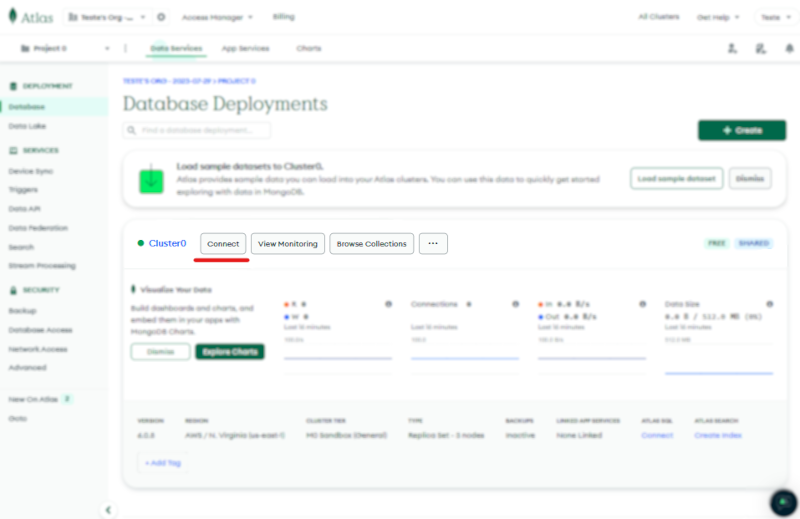 Atlas
Teste's Org -...
Access Manager
Billing
All Clusters
Get Help
Teste
Project 0
Data Services
App Services
Charts
DEPLOYMENT
Database
Data Lake
SERVICES
Device Sync
Triggers
Data API
Data Federation
Search
Stream Processing
SECURITY
Backup
Database Access
Network Access
Advanced
New On Atlas
Goto
TESTE'S ORG - 2023-07-29 > PROJECT 0
Database Deployments
Find a database deployment...
+ Create
Load sample datasets to Cluster0.
Atlas provides sample data you can load into your Atlas clusters. You can use this data to quickly get started
exploring with data in MongoDB.
Load sample dataset
Dismiss
Cluster0
Connect
View Monitoring
Browse Collections
...
FREE
SHARED
Visualize Your Data
Build dashboards and charts, and
embed them in your apps with
MongoDB Charts.
Dismiss
Explore Charts
R 0
W 0
Last 10 minutes
100.0/s
Connections 0
Last 10 minutes
100.0
In 0.0 B/s
Out 0.0 B/s
Last 10 minutes
100.0 B/s
Data Size
0.0 B / 512.0 MB (0%)
Last 10 minutes
512.0 MB
VERSION
REGION
CLUSTER TIER
TYPE
BACKUPS
LINKED APP SERVICES
ATLAS SQL
ATLAS SEARCH
6.0.8
AWS / N. Virginia (us-east-1)
M0 Sandbox (General)
Replica Set - 3 nodes
Inactive
None Linked
Connect
Create Index
+ Add Tag